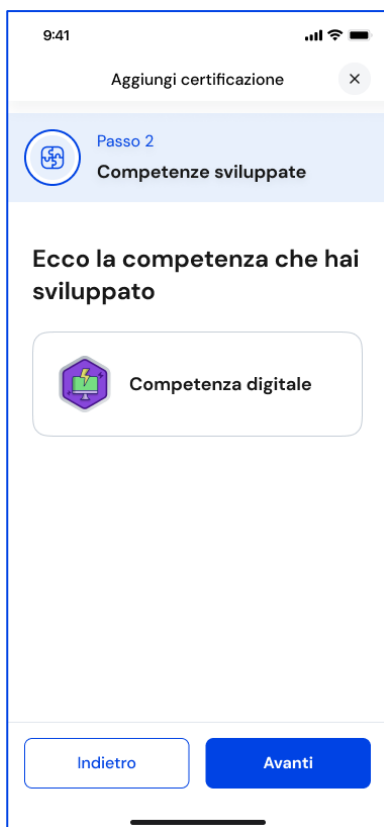 9:41
Aggiungi certificazione
Passo 2
Competenze sviluppate
Ecco la competenza che hai
sviluppato
Competenza digitale
Indietro
Avanti